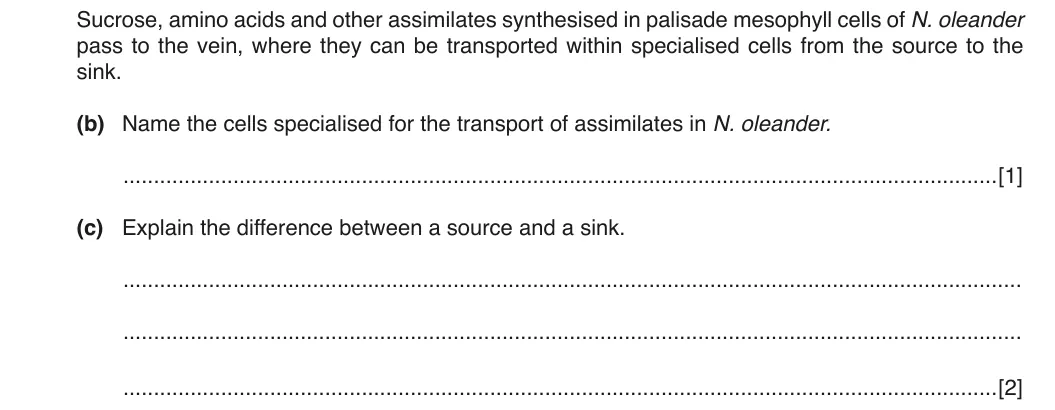 Sucrose, amino acids and other assimilates synthesised in palisade mesophyll cells of N. oleander
pass to the vein, where they can be transported within specialised cells from the source to the
sink.
(b) Name the cells specialised for the transport of assimilates in N. oleander.
..............................................................................................................................................[1]
(c) Explain the difference between a source and a sink.
..................................................................................................................................................
..................................................................................................................................................
..............................................................................................................................................[2]